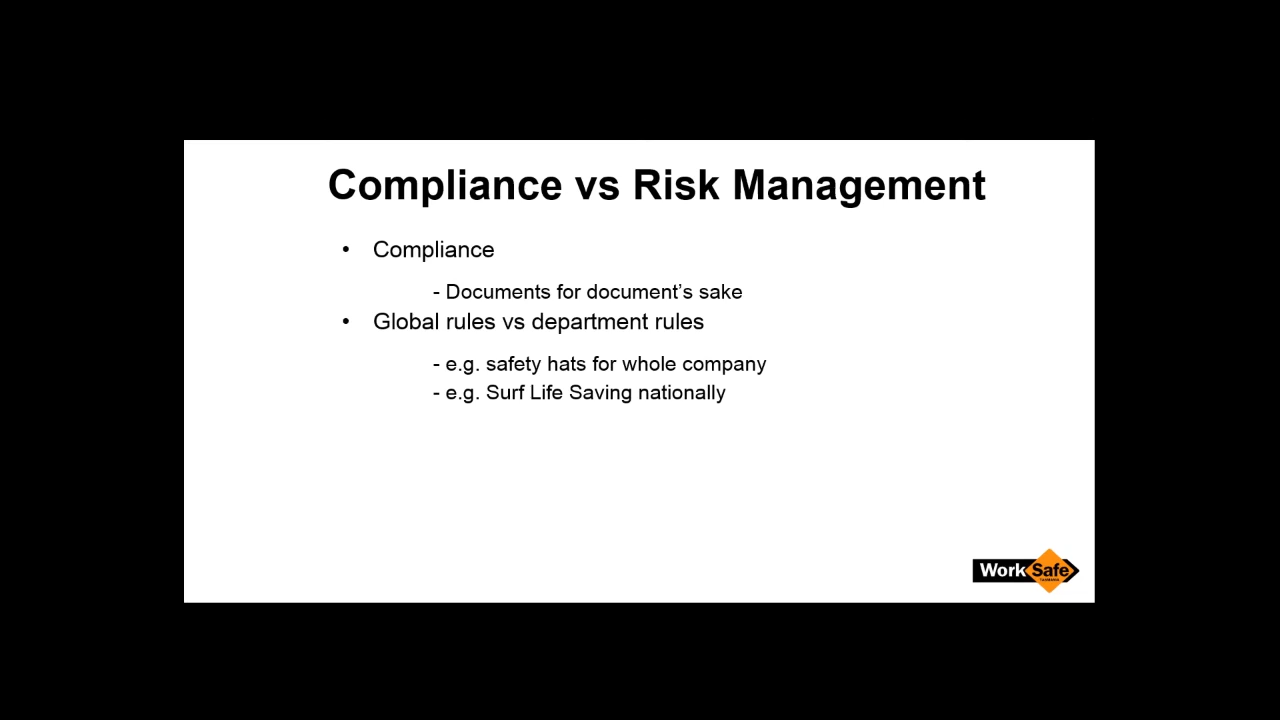 Compliance vs Risk Management
• Compliance
- Documents for document’s sake
• Global rules vs department rules
- e.g. safety hats for whole company
- e.g. Surf Life Saving nationally
WorkSafe
TASMANIA